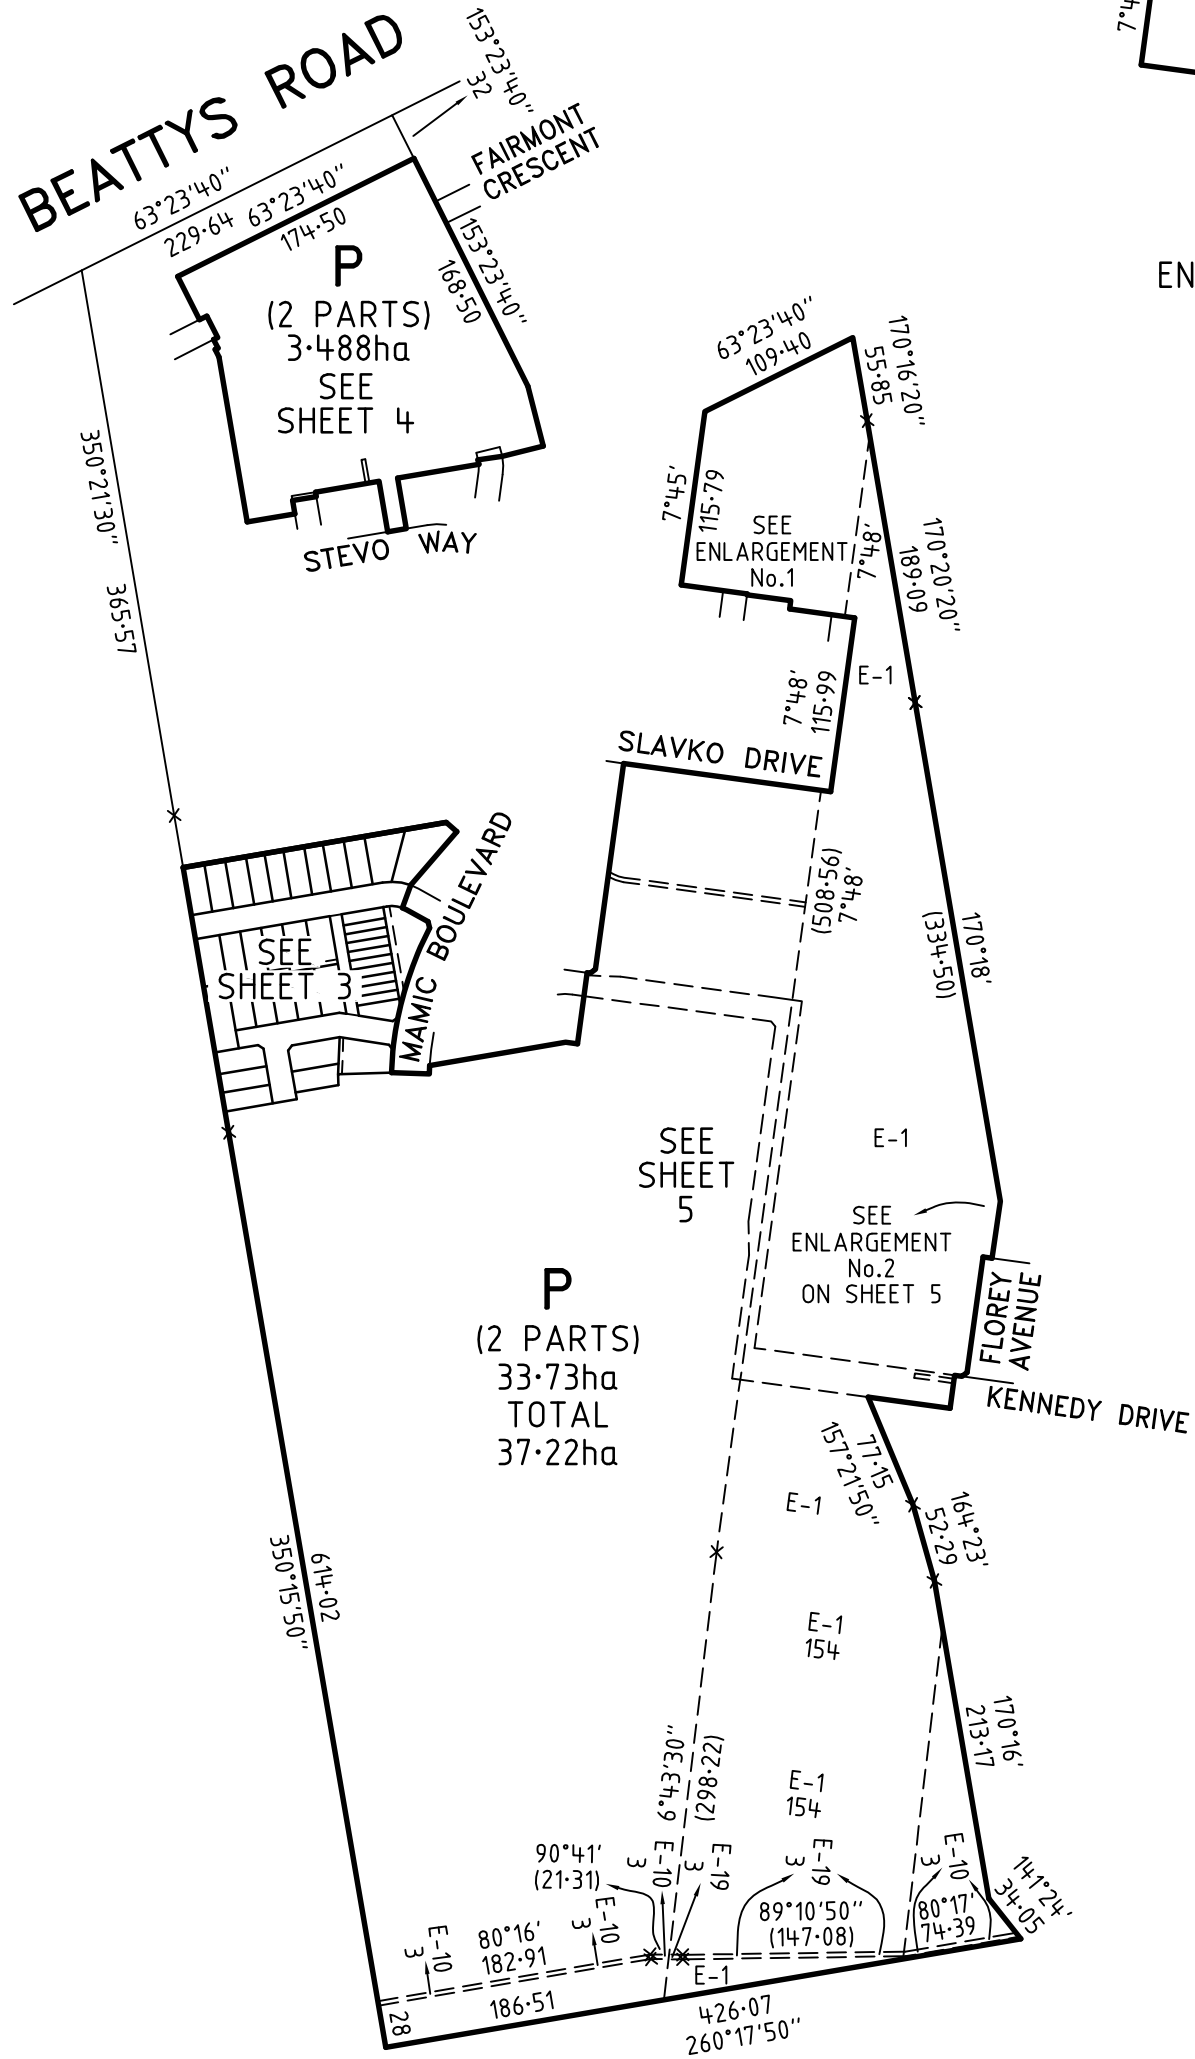 7°4
EN
BEATTYS ROAD
153°23'40"
32
FAIRMONT
CRESCENT
63°23'40"
229·64
63°23'40"
174·50
153°23'40"
168·50
P
(2 PARTS)
3·488ha
SEE
SHEET 4
350°21'30"
365·57
STEVO WAY
63°23'40"
109·40
170°16'20"
55·85
7°45'
115·79
SEE
ENLARGEMENT
No.1
7°48'
170°20'20"
189·09
7°48'
115·99
E-1
SLAVKO DRIVE
MAMIC BOULEVARD
SEE
SHEET 3
(508·56)
7°48'
170°18'
(334·50)
SEE
SHEET
5
E-1
SEE
ENLARGEMENT
No.2
ON SHEET 5
FLOREY
AVENUE
KENNEDY DRIVE
P
(2 PARTS)
33·73ha
TOTAL
37·22ha
77·15
157°21'50"
E-1
164°23'
52·29
614·02
350°15'50"
E-1
154
170°16'
213·17
6°43'30"
(298·22)
E-1
154
90°41'
(21·31)
E-10
3
E-19
3
E-19
3
E-10
3
141°24'
34·05
E-10
3
80°16'
182·91
E-10
3
89°10'50"
(147·08)
80°17'
74·39
E-1
28
186·51
426·07
260°17'50"